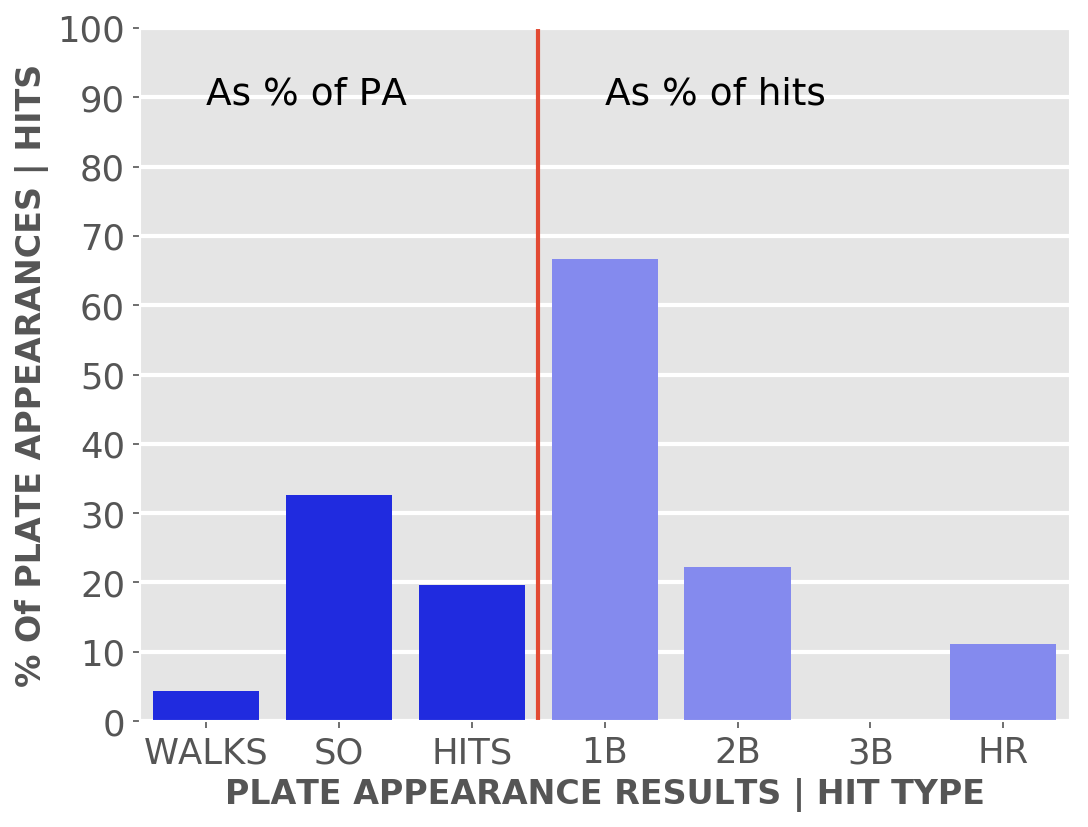 % Of PLATE APPEARANCES | HITS
100
90
80
70
60
50
40
30
20
10
0
As % of PA
As % of hits
WALKS SO HITS 1B 2B 3B HR
PLATE APPEARANCE RESULTS | HIT TYPE